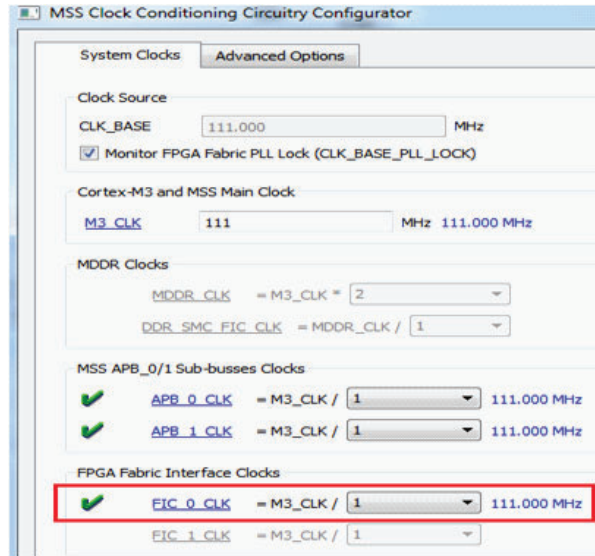 MSS Clock Conditioning Circuitry Configurator
System Clocks Advanced Options
Clock Source
CLK_BASE 111.000 MHz
Monitor FPGA Fabric PLL Lock (CLK_BASE_PLL_LOCK)
Cortex-M3 and MSS Main Clock
M3_CLK 111 MHz 111.000 MHz
MDDR Clocks
MDDR_CLK = M3_CLK * 2
DDR_SMC_FIC_CLK = MDDR_CLK / 1
MSS APB_0/1 Sub-busses Clocks
APB_0_CLK = M3_CLK / 1 111.000 MHz
APB_1_CLK = M3_CLK / 1 111.000 MHz
FPGA Fabric Interface Clocks
FIC_0_CLK = M3_CLK / 1 111.000 MHz
FIC_1_CLK = M3_CLK / 1